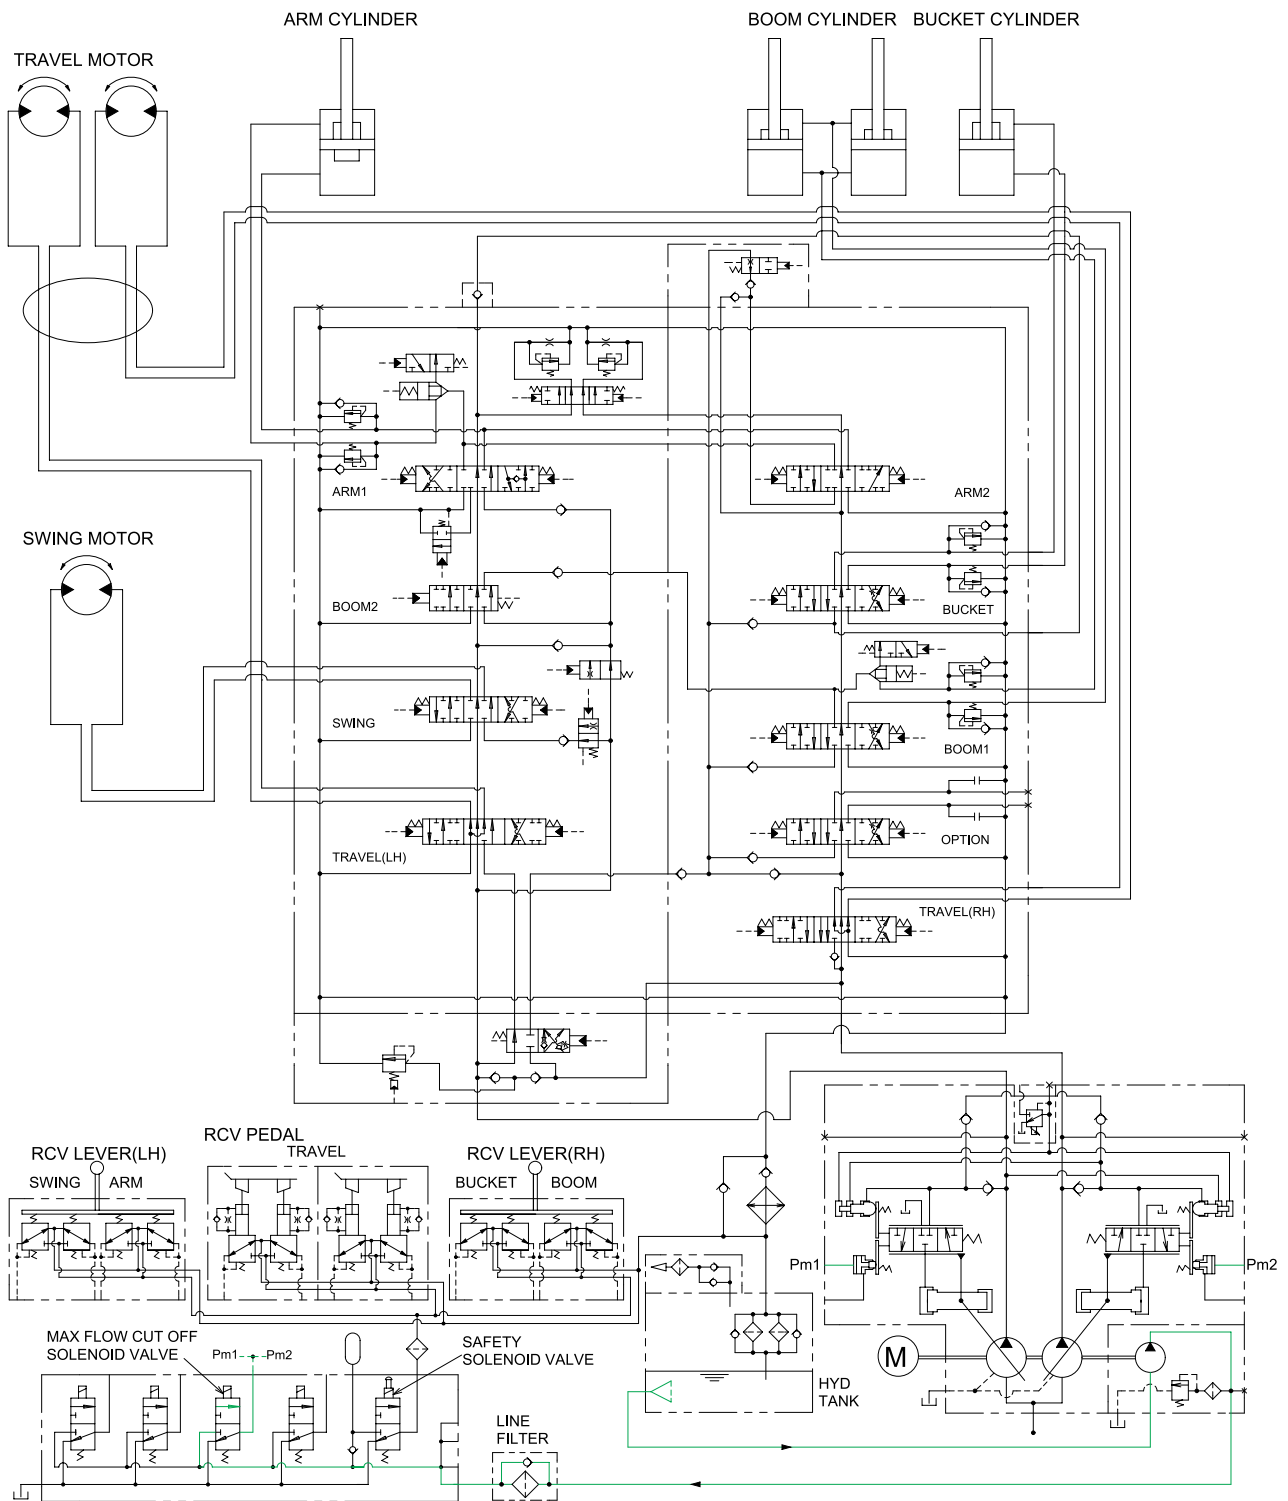 ARM CYLINDER
BOOM CYLINDER
BUCKET CYLINDER
TRAVEL MOTOR
ARM1
ARM2
SWING MOTOR
BOOM2
BUCKET
SWING
BOOM1
OPTION
TRAVEL(LH)
TRAVEL(RH)
RCV PEDAL
RCV LEVER(LH)
TRAVEL
RCV LEVER(RH)
SWING
ARM
BUCKET
BOOM
Pm1
Pm2
MAX FLOW CUT OFF
SOLENOID VALVE
Pm1
Pm2
SAFETY
SOLENOID VALVE
M
HYD
TANK
LINE
FILTER